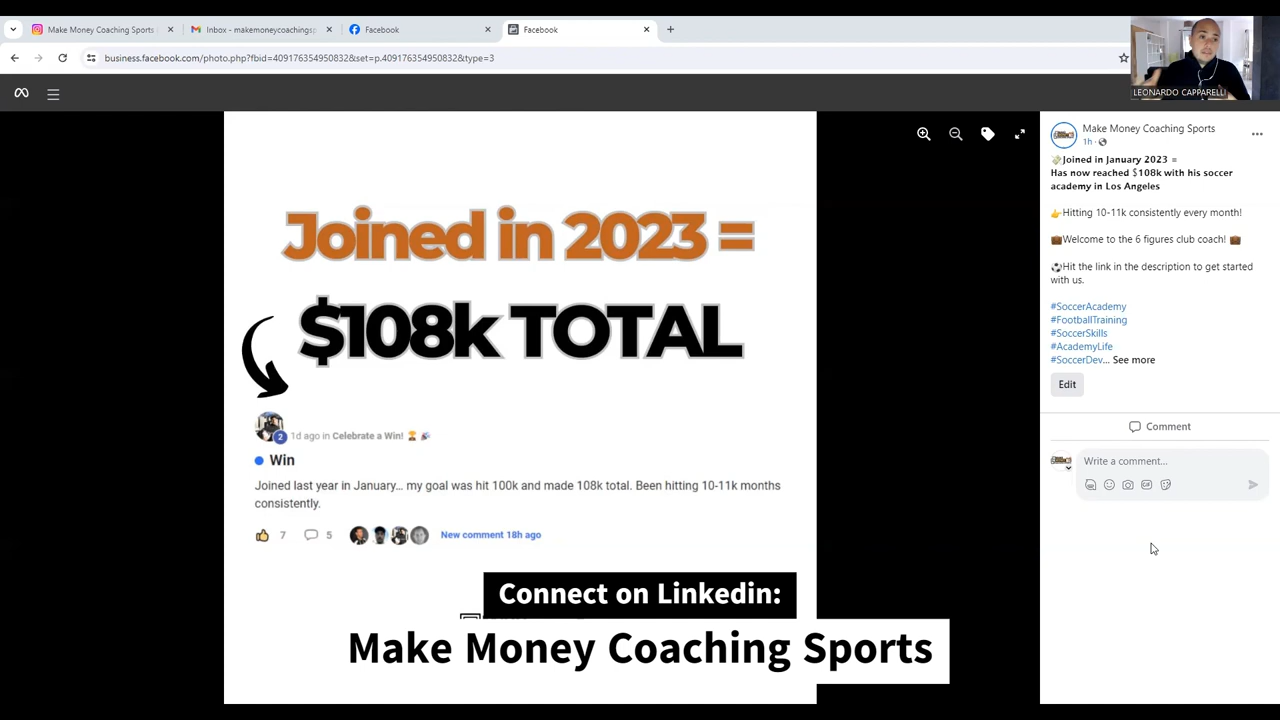 Make Money Coaching Sports
Inbox - makemoneycoachingsp
Facebook
Facebook
business.facebook.com/photo.php?fbid=409176354950832&set=p.409176354950832&type=3
LEONARDO CAPPARELLI
Joined in 2023 =
$108k TOTAL
2
1d ago in Celebrate a Win! 🏆 🎉
Win
Joined last year in January... my goal was hit 100k and made 108k total. Been hitting 10-11k months
consistently.
7
5
New comment 18h ago
Connect on Linkedin:
Make Money Coaching Sports
Make Money Coaching Sports
1h ·
💸Joined in January 2023 =
Has now reached $108k with his soccer
academy in Los Angeles
👉Hitting 10-11k consistently every month!
💼Welcome to the 6 figures club coach! 💼
⚽Hit the link in the description to get started
with us.
#SoccerAcademy
#FootballTraining
#SoccerSkills
#AcademyLife
#SoccerDev... See more
Edit
Comment
Write a comment...
GIF